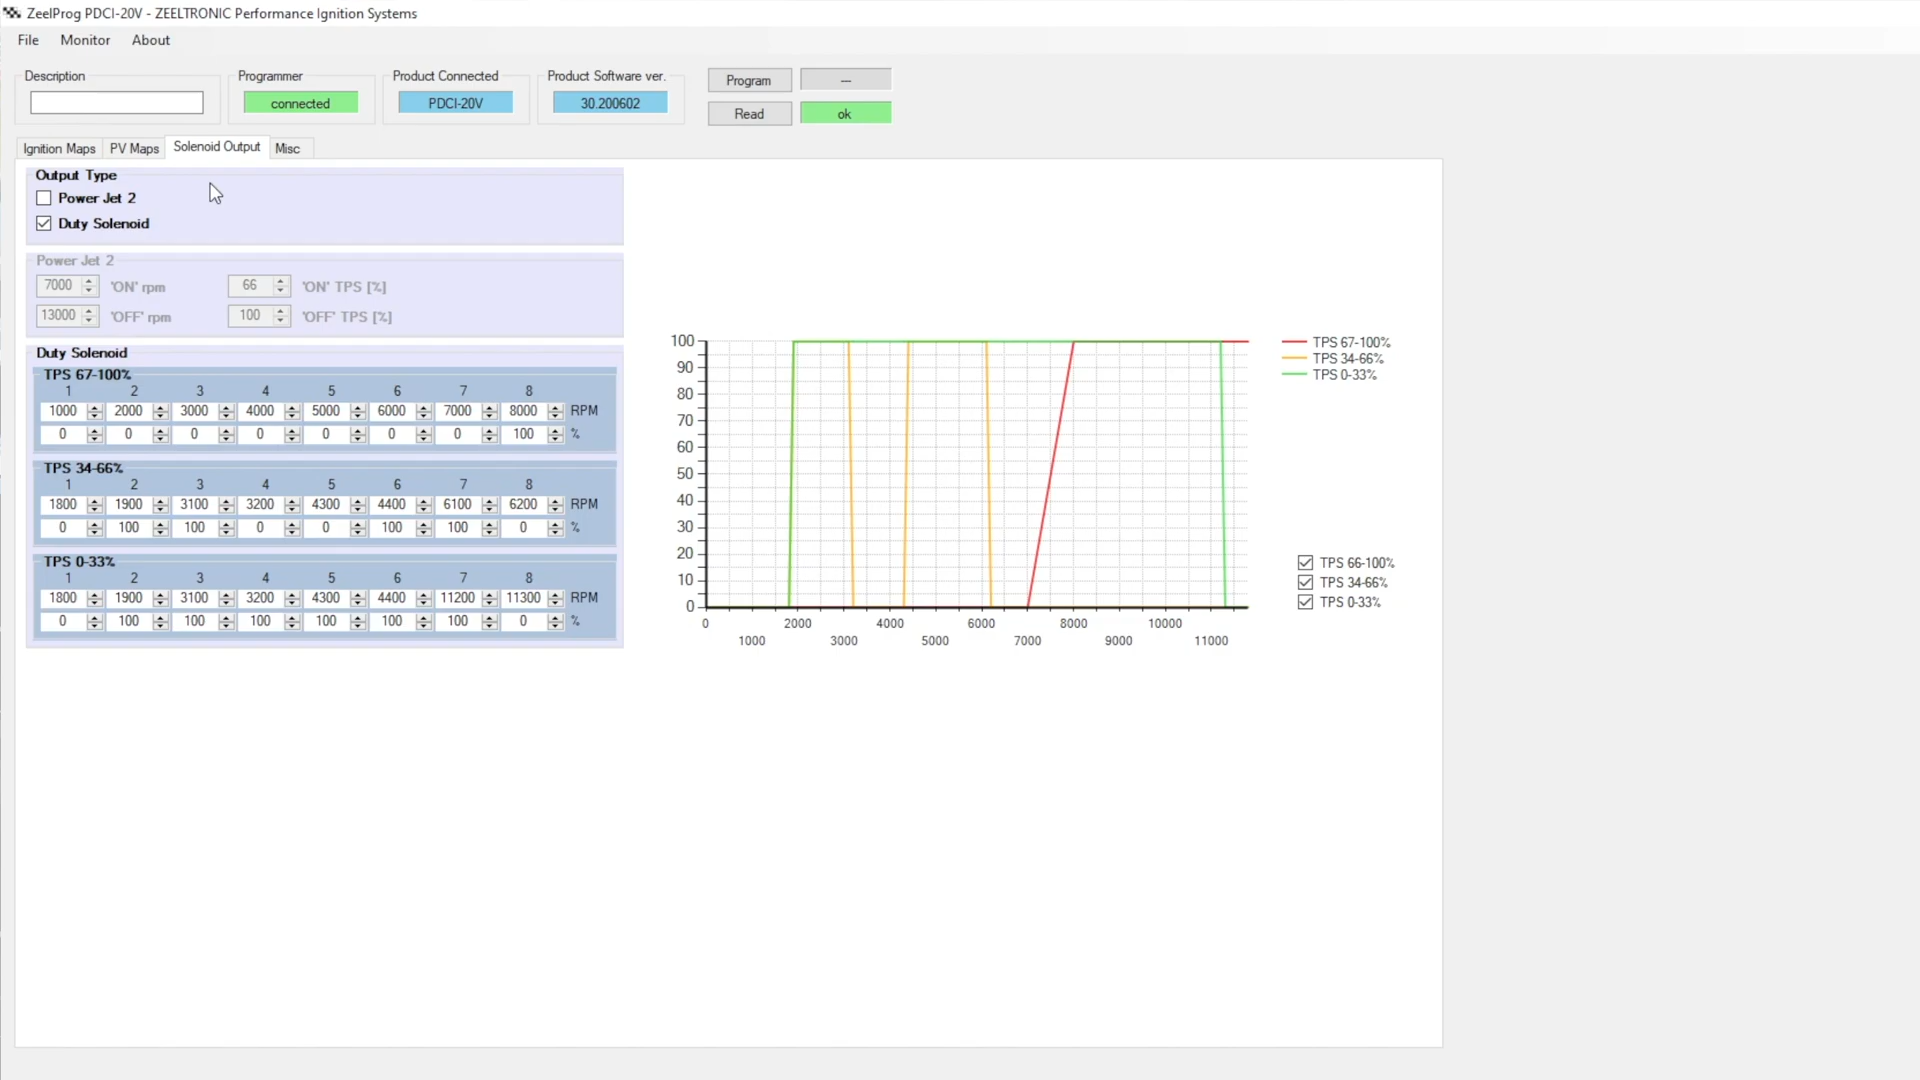 ZeelProg PDCI-20V - ZEELTRONIC Performance Ignition Systems
File Monitor About
Description Programmer Product Connected Product Software ver.
Program ---
connected PDCI-20V 30.200602
Read ok
Ignition Maps PV Maps Solenoid Output Misc
Output Type
Power Jet 2
Duty Solenoid
Power Jet 2
7000 'ON' rpm 66 'ON' TPS [%]
13000 'OFF' rpm 100 'OFF' TPS [%]
Duty Solenoid
TPS 67-100%
1 2 3 4 5 6 7 8
1000 2000 3000 4000 5000 6000 7000 8000 RPM
0 0 0 0 0 0 0 100 %
TPS 34-66%
1 2 3 4 5 6 7 8
1800 1900 3100 3200 4300 4400 6100 6200 RPM
0 100 100 0 0 100 100 0 %
TPS 0-33%
1 2 3 4 5 6 7 8
1800 1900 3100 3200 4300 4400 11200 11300 RPM
0 100 100 100 100 100 100 0 %
100
90
80
70
60
50
40
30
20
10
0
0 2000 4000 6000 8000 10000
1000 3000 5000 7000 9000 11000
TPS 67-100%
TPS 34-66%
TPS 0-33%
TPS 66-100%
TPS 34-66%
TPS 0-33%